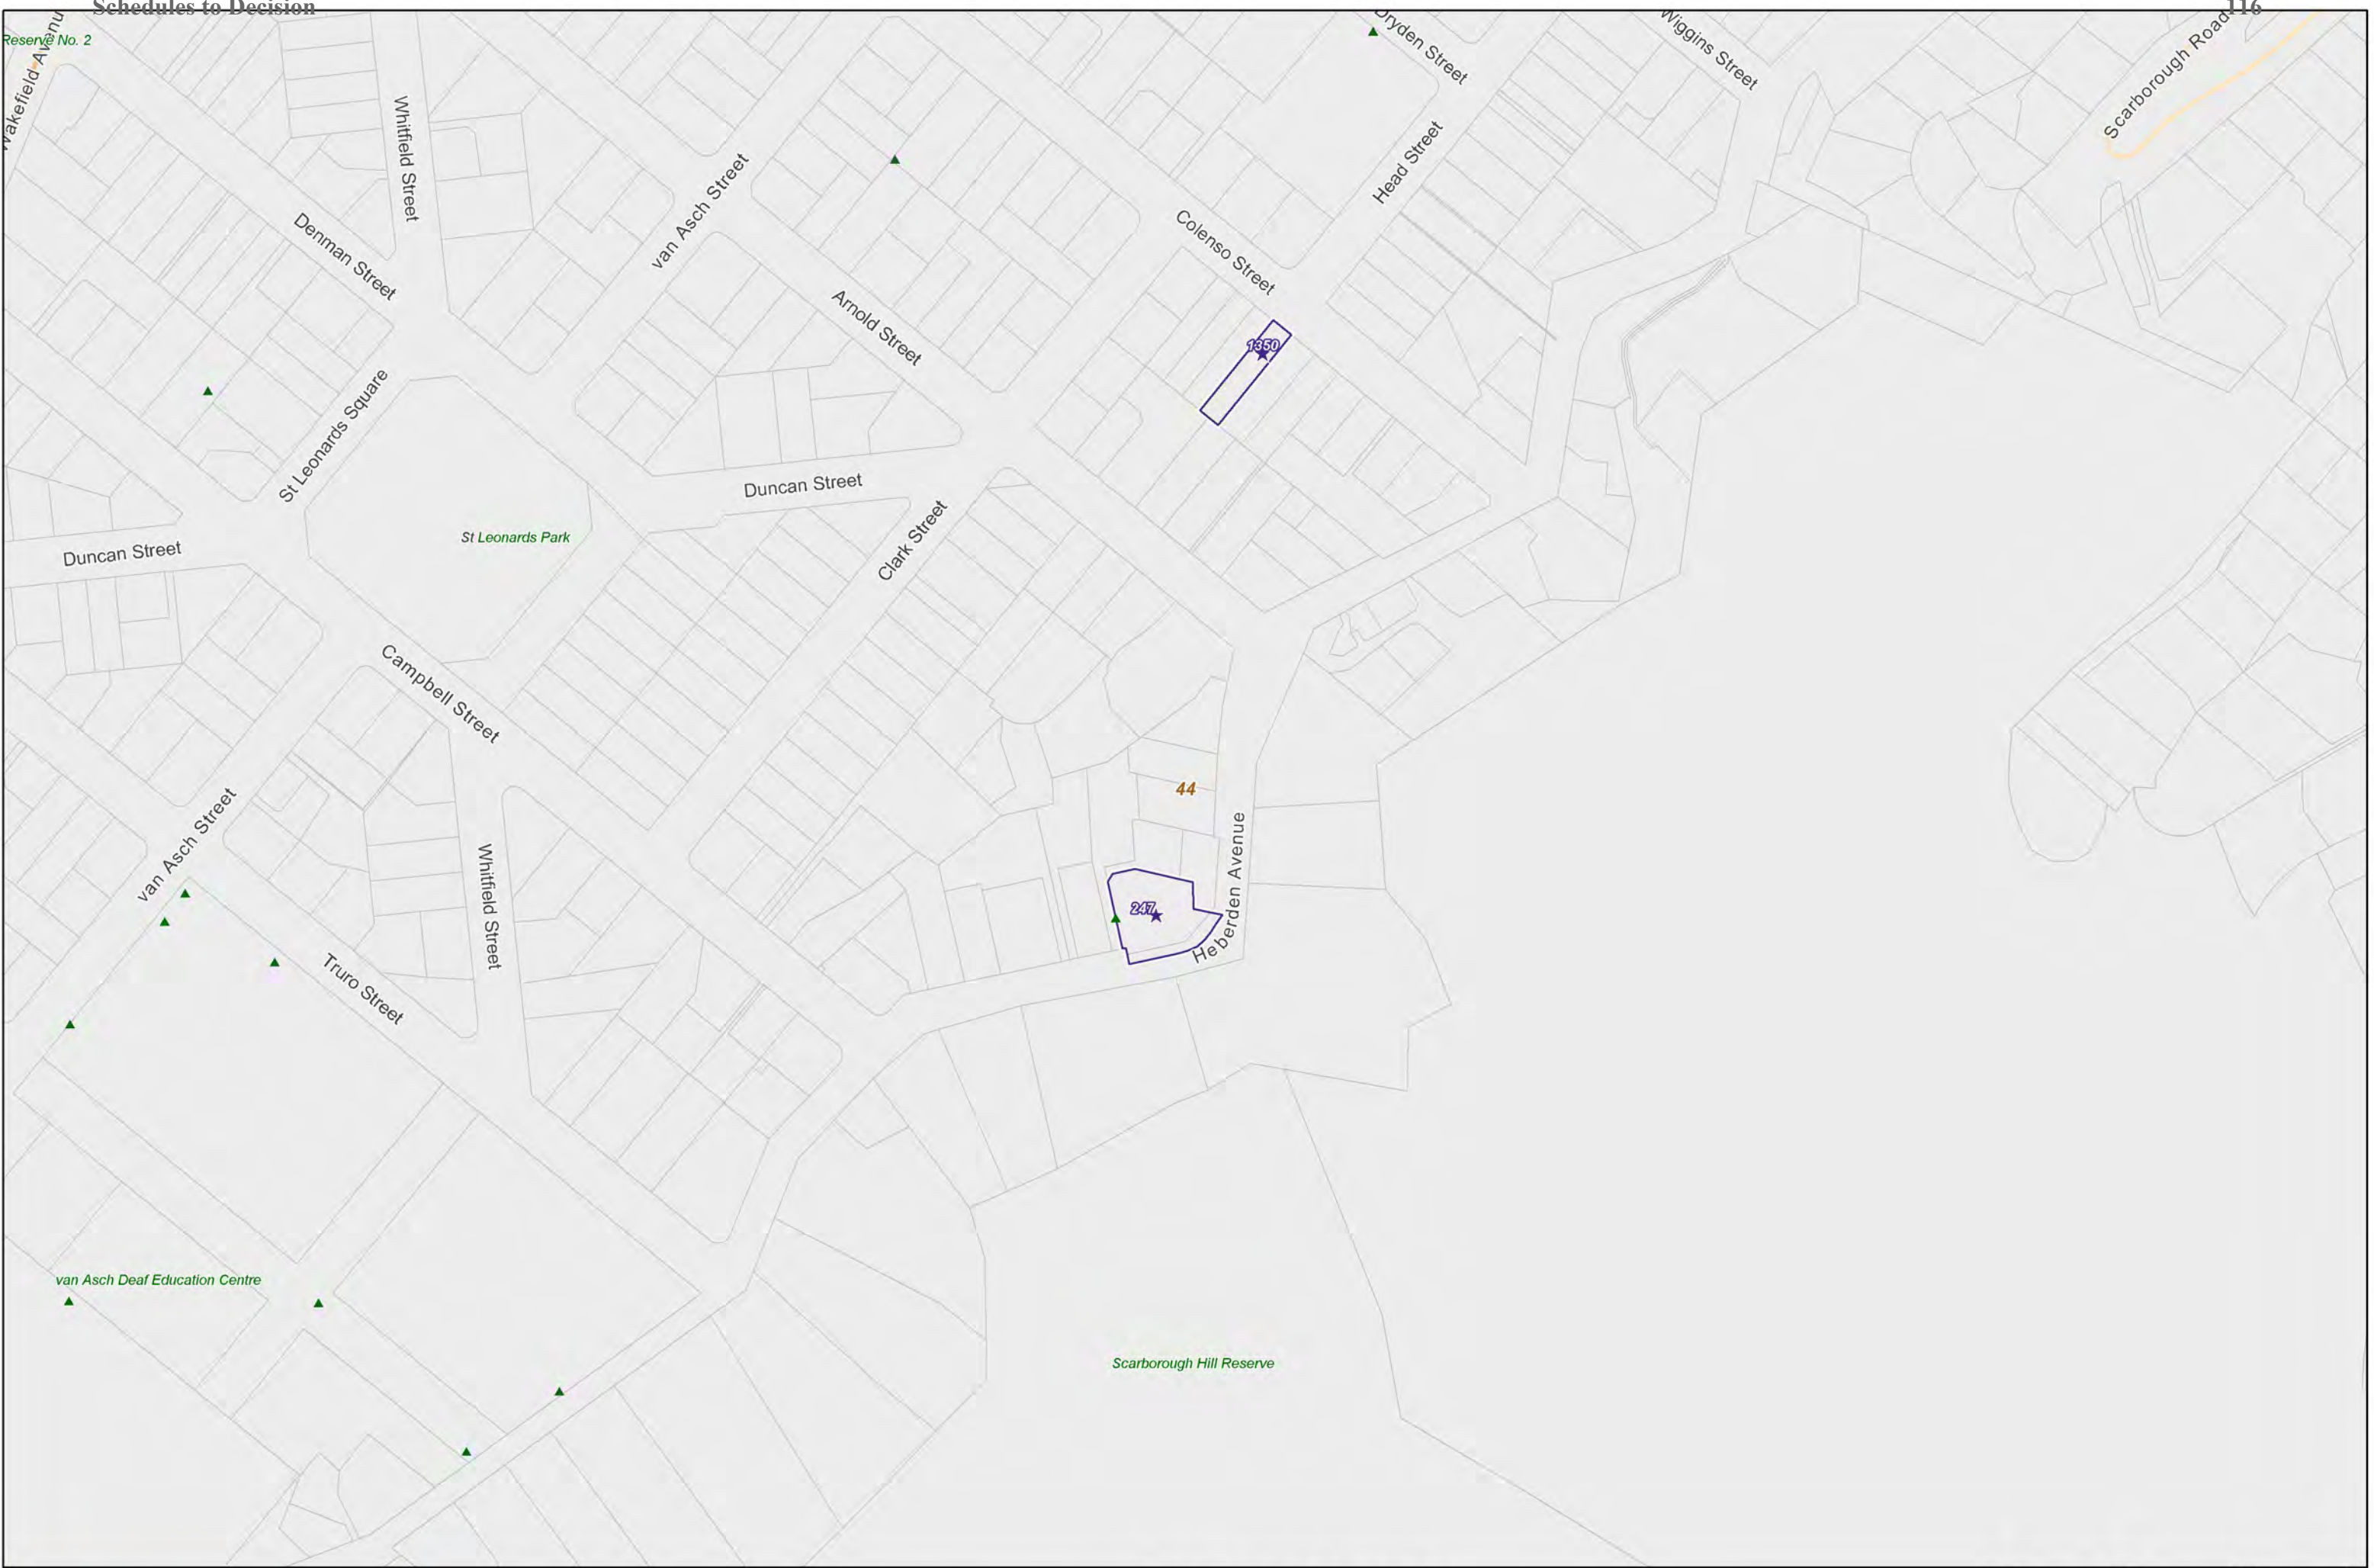 Schedules to Decision
116
Reserve No. 2
Wakefield Avenu
Dryden Street
Wiggins Street
Scarborough Road
Whitfield Street
Head Street
van Asch Street
Denman Street
Colenso Street
Arnold Street
1350
St Leonards Square
Duncan Street
St Leonards Park
Clark Street
Duncan Street
Campbell Street
44
van Asch Street
Heberden Avenue
Whitfield Street
247
Truro Street
van Asch Deaf Education Centre
Scarborough Hill Reserve